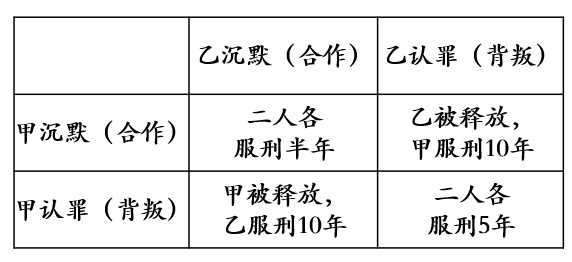 乙沉默（合作）
乙认罪（背叛）
甲沉默（合作）
二人各
服刑半年
乙被释放，
甲服刑10年
甲认罪（背叛）
甲被释放，
乙服刑10年
二人各
服刑5年